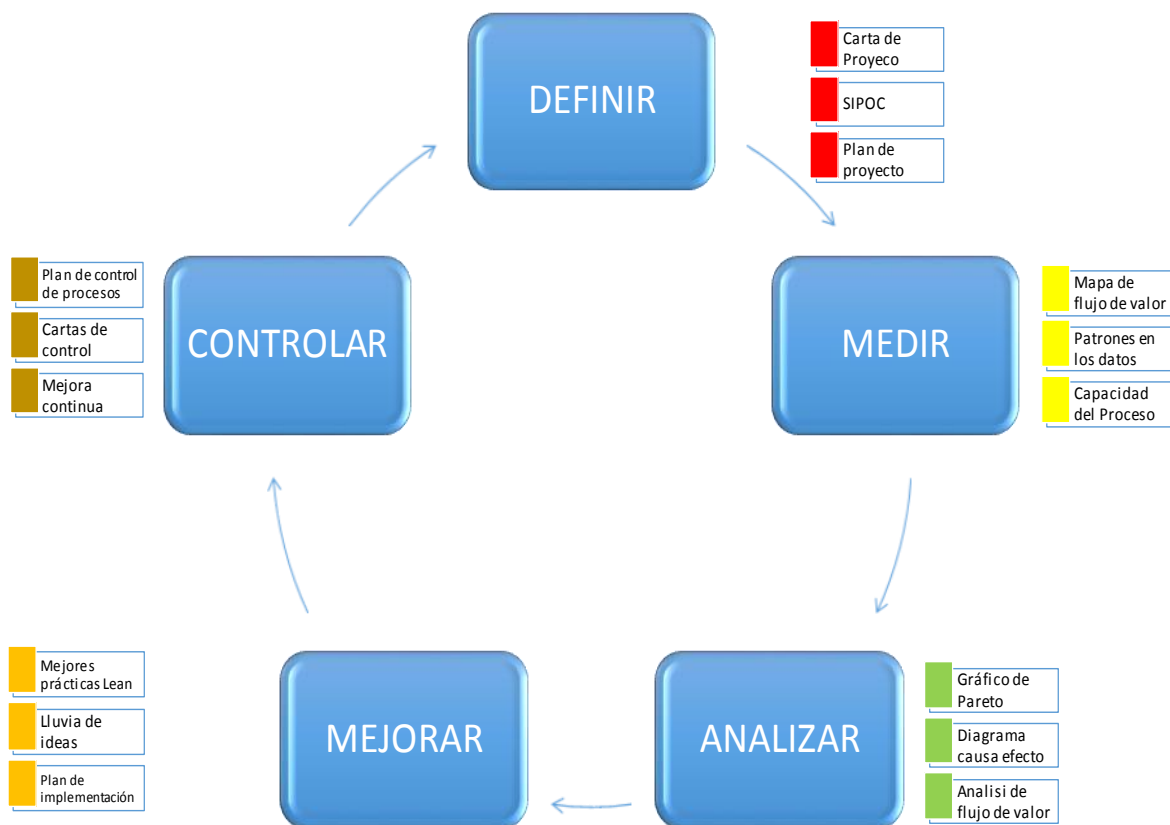 DEFINIR
Carta de
Proyeco
SIPOC
Plan de
proyecto
MEDIR
Mapa de
flujo de valor
Patrones en
los datos
Capacidad
del Proceso
ANALIZAR
Gráfico de
Pareto
Diagrama
causa efecto
Analisi de
flujo de valor
MEJORAR
Mejores
prácticas Lean
Lluvia de
ideas
Plan de
implementación
CONTROLAR
Plan de control
de procesos
Cartas de
control
Mejora
continua